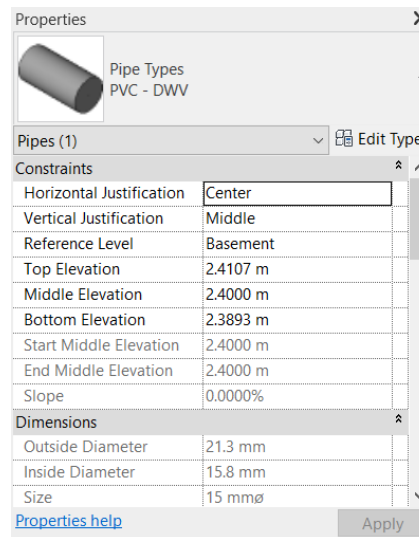 Properties
Pipe Types
PVC - DWV
Pipes (1) Edit Type
Constraints
Horizontal Justification Center
Vertical Justification Middle
Reference Level Basement
Top Elevation 2.4107 m
Middle Elevation 2.4000 m
Bottom Elevation 2.3893 m
Start Middle Elevation 2.4000 m
End Middle Elevation 2.4000 m
Slope 0.0000%
Dimensions
Outside Diameter 21.3 mm
Inside Diameter 15.8 mm
Size 15 mmø
Properties help Apply